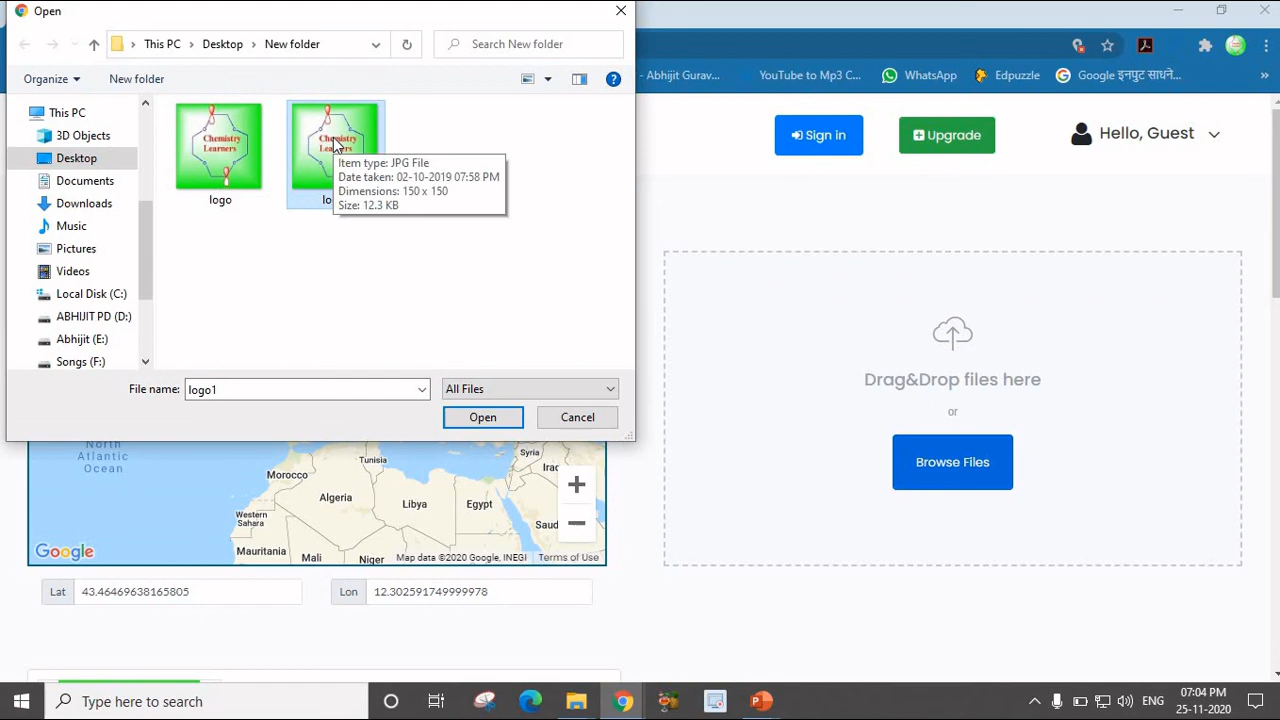 Open
This PC
Desktop
New folder
Search New folder
Organize
New folder
- Abhijit Gurav...
YouTube to Mp3 C...
WhatsApp
Edpuzzle
Google इनपुट साधने...
»
This PC
3D Objects
Desktop
Documents
Downloads
Music
Pictures
Videos
Local Disk (C:)
ABHIJIT PD (D:)
Abhijit (E:)
Songs (F:)
Chemistry
Learners
logo
Chemistry
Learners
Item type: JPG File
Date taken: 02-10-2019 07:58 PM
Dimensions: 150 x 150
Size: 12.3 KB
File name:
logo1
All Files
Open
Cancel
Sign in
Upgrade
Hello, Guest
Drag&Drop files here
or
Browse Files
North
Atlantic
Ocean
Tunisia
Syria
Morocco
Algeria
Libya
Egypt
Western
Sahara
Mauritania
Mali
Niger
Google
Map data ©2020 Google, INEGI
Terms of Use
Lat
43.46469638165805
Lon
12.302591749999978
Type here to search
ENG
07:04 PM
25-11-2020